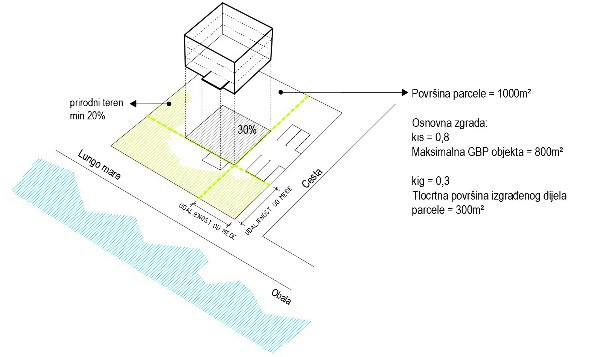 prirodni teren
min 20%
30%
Površina parcele = 1000m²
Osnovna zgrada:
kis = 0,8
Maksimalna GBP objekta = 800m²
kig = 0,3
Tlocrtna površina izgrađenog dijela
parcele = 300m²
Lungo mare
Cesta
UDALJENOST OD MEĐE
UDALJENOST OD MEĐE
Obala